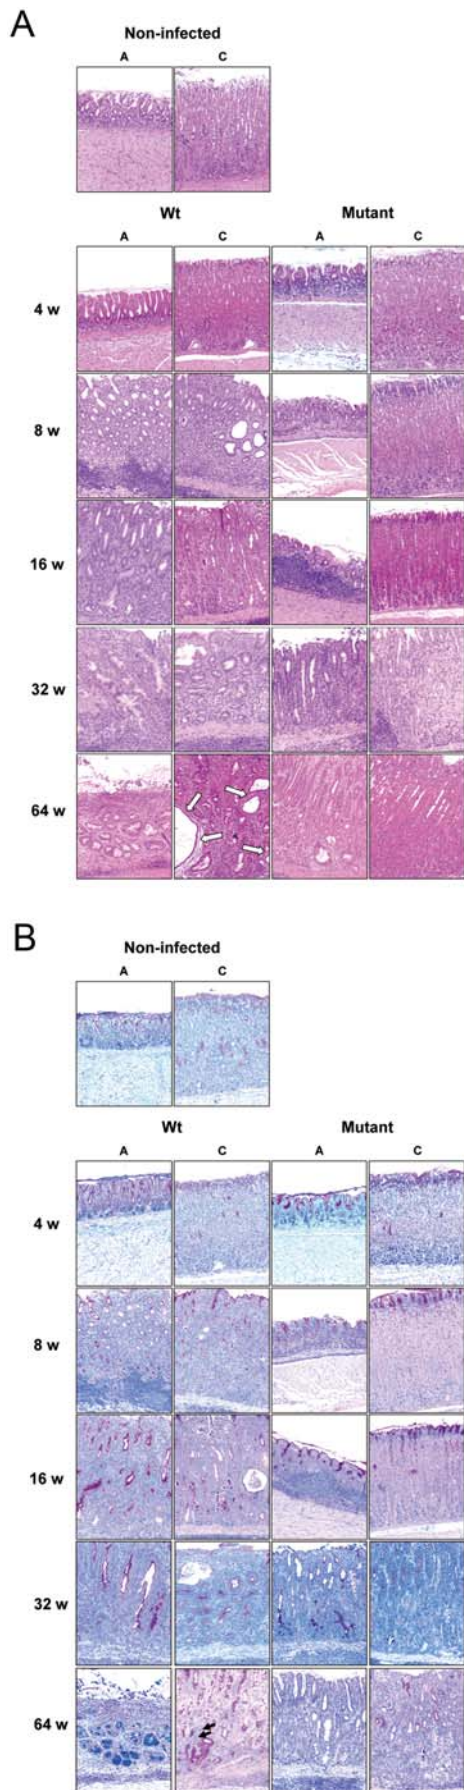 A
Non-infected
A C
Wt Mutant
A C A C
4 w
8 w
16 w
32 w
64 w
B
Non-infected
A C
Wt Mutant
A C A C
4 w
8 w
16 w
32 w
64 w